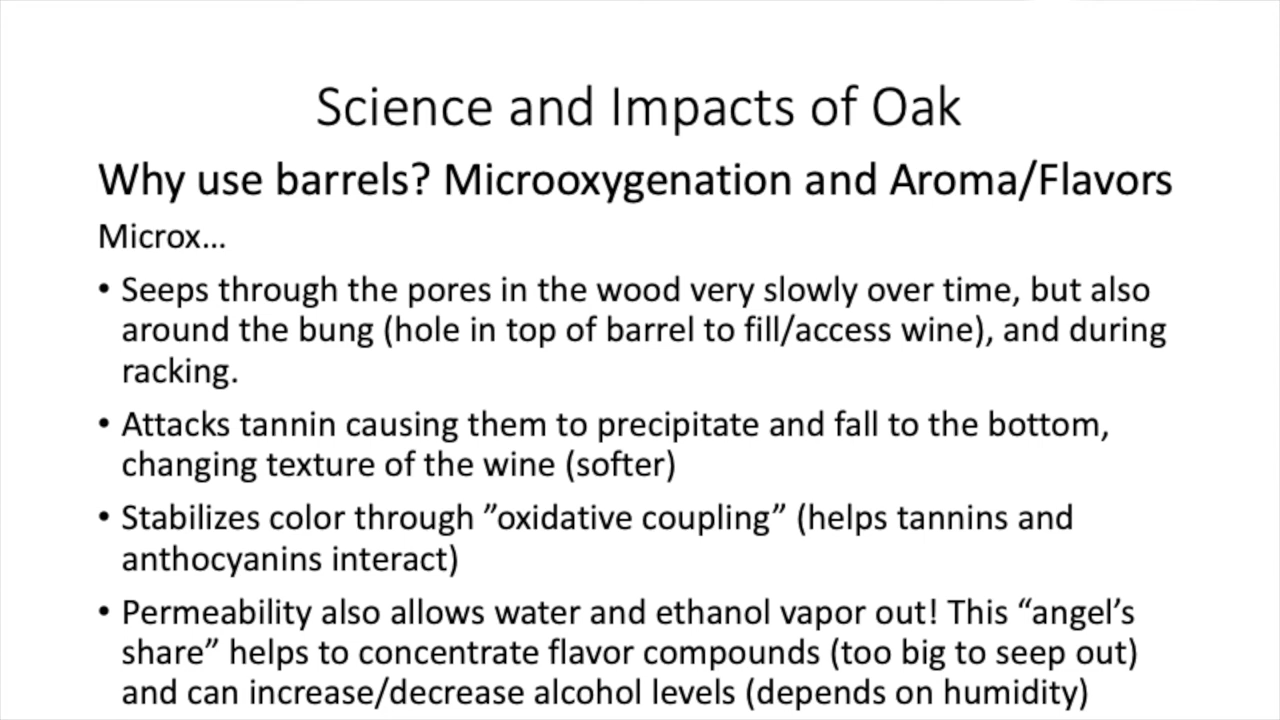 Science and Impacts of Oak
Why use barrels? Microoxygenation and Aroma/Flavors
Microx...
• Seeps through the pores in the wood very slowly over time, but also
around the bung (hole in top of barrel to fill/access wine), and during
racking.
• Attacks tannin causing them to precipitate and fall to the bottom,
changing texture of the wine (softer)
• Stabilizes color through ”oxidative coupling” (helps tannins and
anthocyanins interact)
• Permeability also allows water and ethanol vapor out! This “angel’s
share” helps to concentrate flavor compounds (too big to seep out)
and can increase/decrease alcohol levels (depends on humidity)